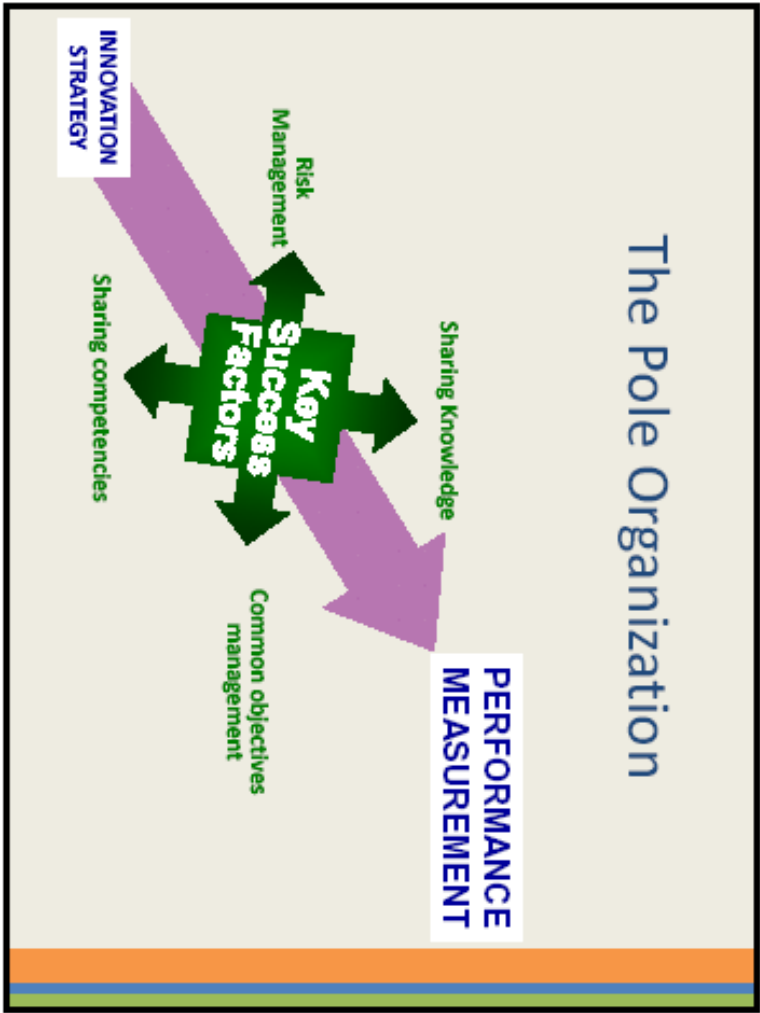 The Pole Organization
PERFORMANCE
MEASUREMENT
Sharing Knowledge
Risk
Management
Key
Success
Factors
Common objectives
management
Sharing competencies
INNOVATION
STRATEGY